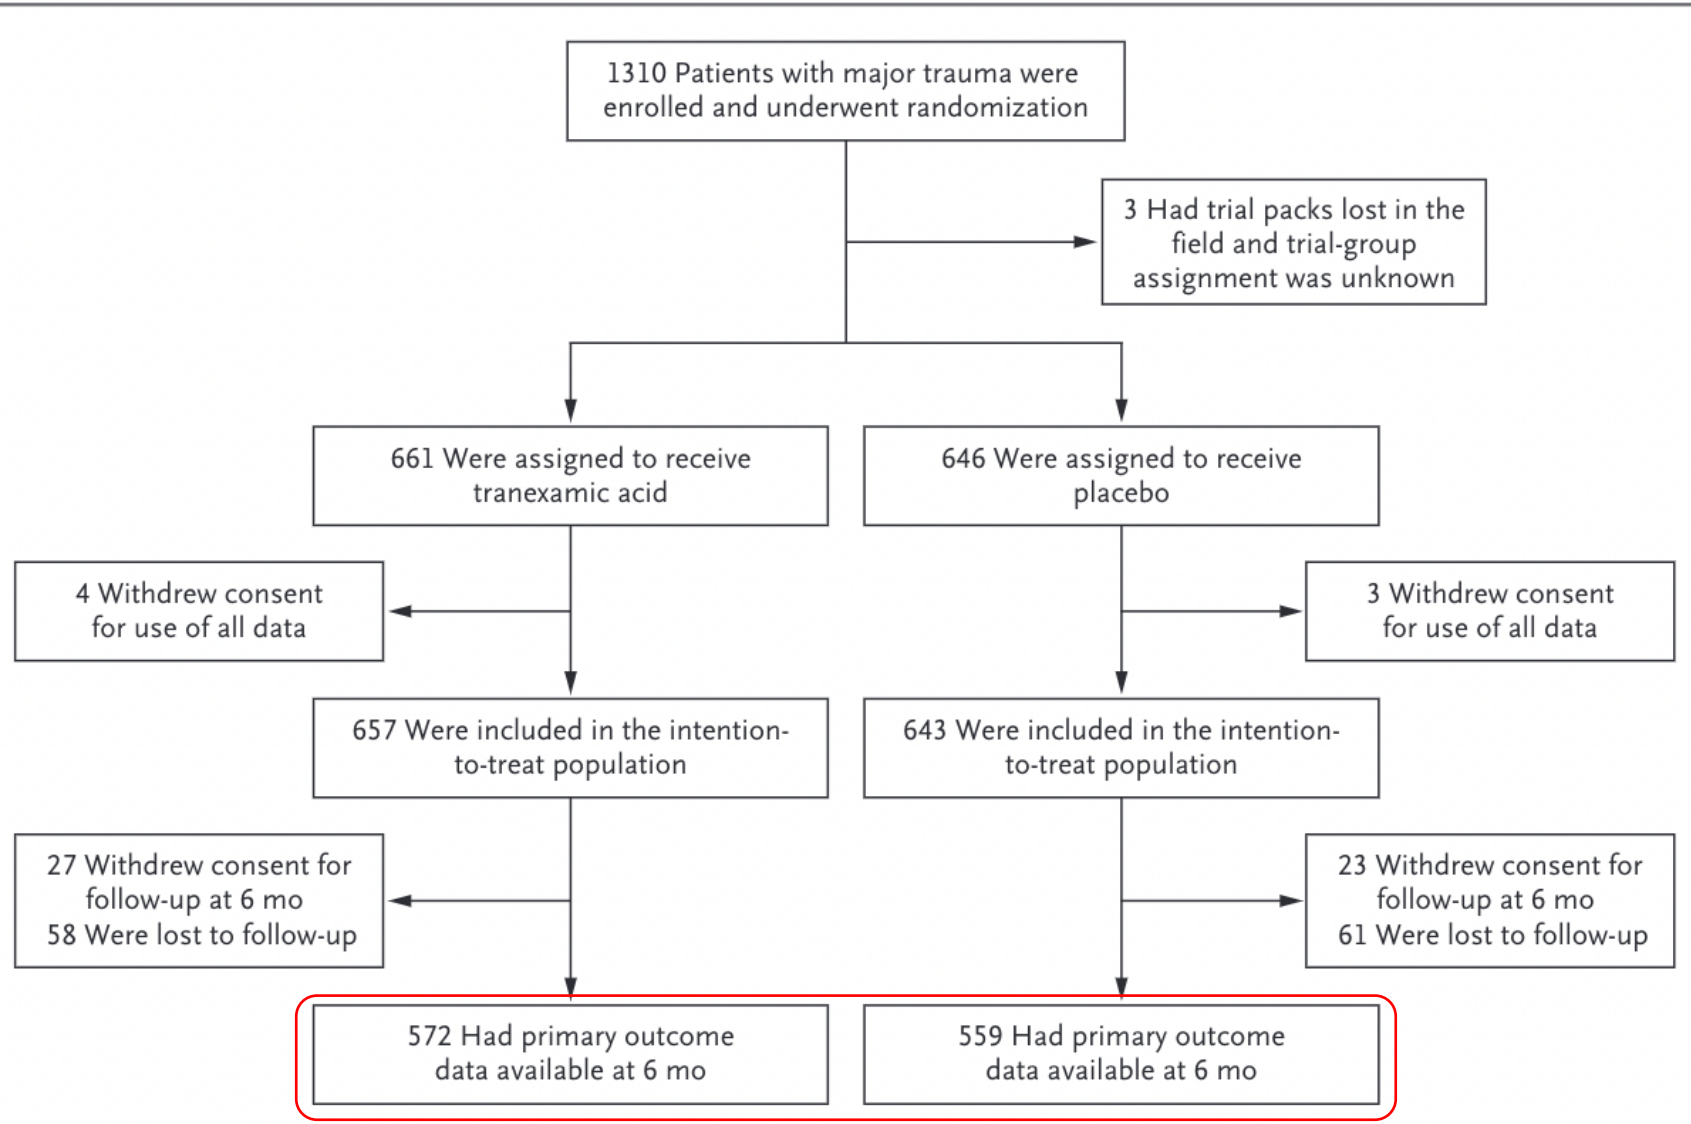 1310 Patients with major trauma were
enrolled and underwent randomization
3 Had trial packs lost in the
field and trial-group
assignment was unknown
661 Were assigned to receive
tranexamic acid
646 Were assigned to receive
placebo
4 Withdrew consent
for use of all data
3 Withdrew consent
for use of all data
657 Were included in the intention-
to-treat population
643 Were included in the intention-
to-treat population
27 Withdrew consent for
follow-up at 6 mo
58 Were lost to follow-up
23 Withdrew consent for
follow-up at 6 mo
61 Were lost to follow-up
572 Had primary outcome
data available at 6 mo
559 Had primary outcome
data available at 6 mo